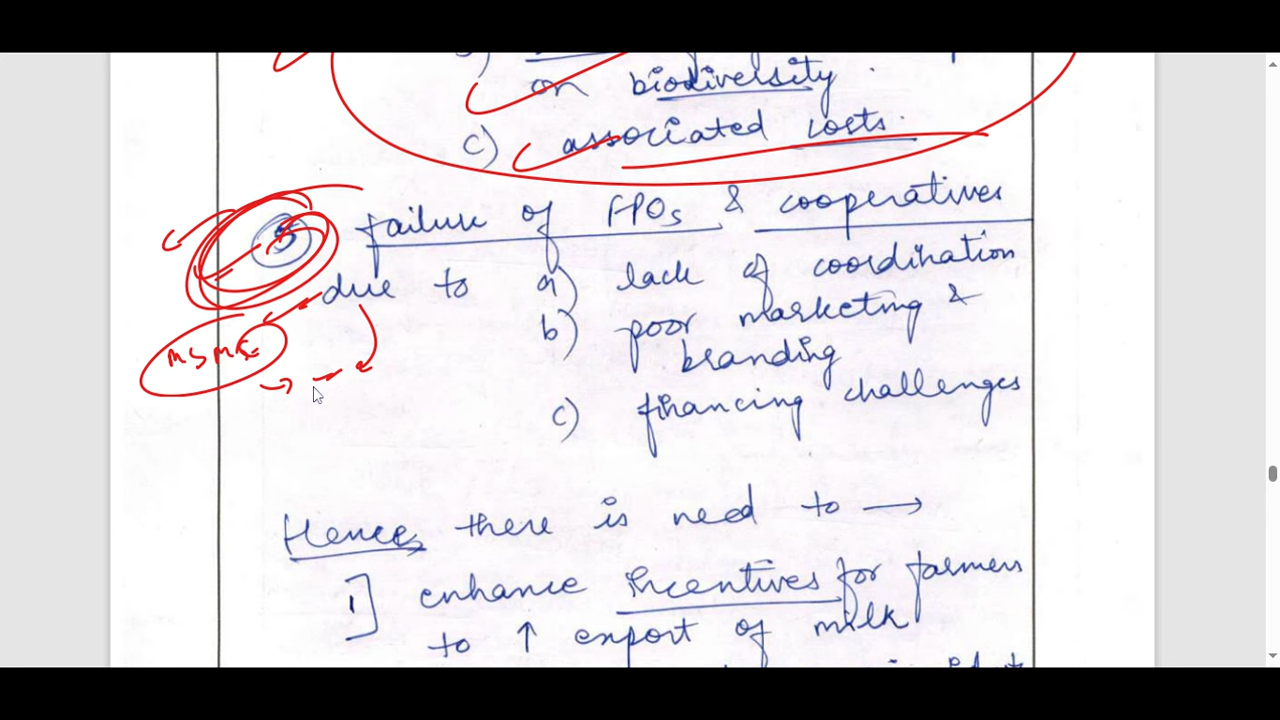 on biodiversity.
c) associated costs.
5 failure of FPOs & cooperatives
due to a) lack of coordination
b) poor marketing &
branding
MSMEs
c) financing challenges
Hence, there is need to →
1] enhance incentives for farmers
to ↑ export of milk